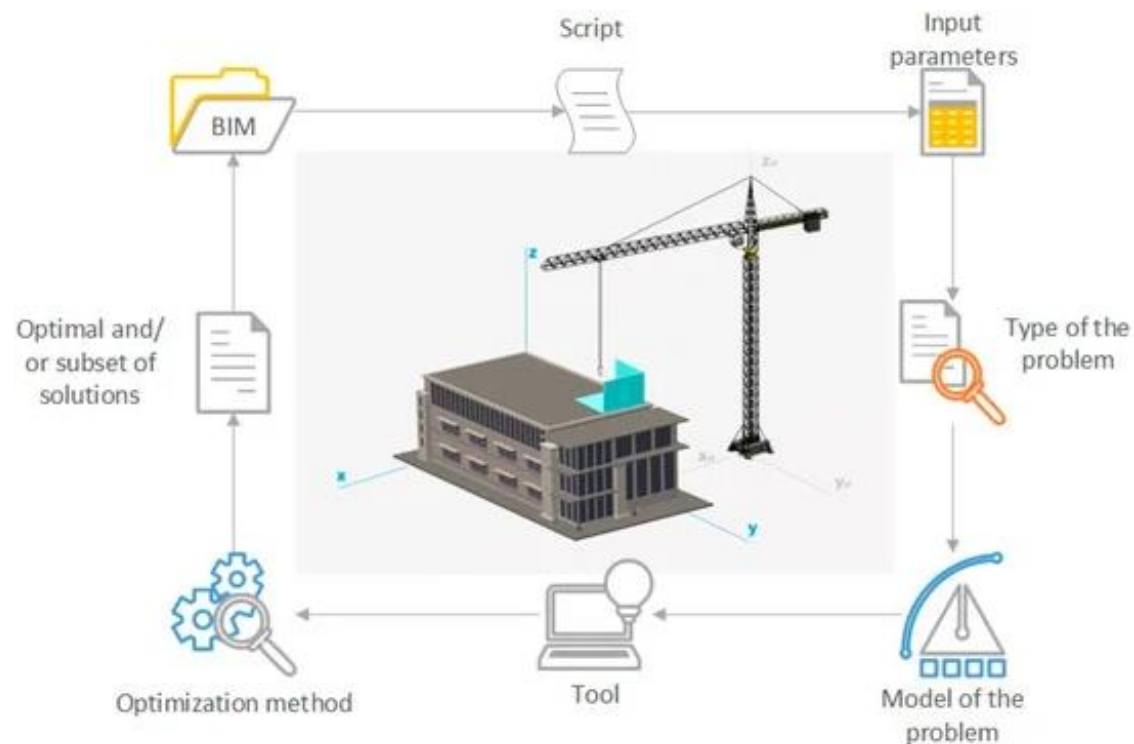 Script
Input
parameters
BIM
z
Optimal and/
or subset of
solutions
Type of the
problem
x
y
Optimization method
Tool
Model of the
problem